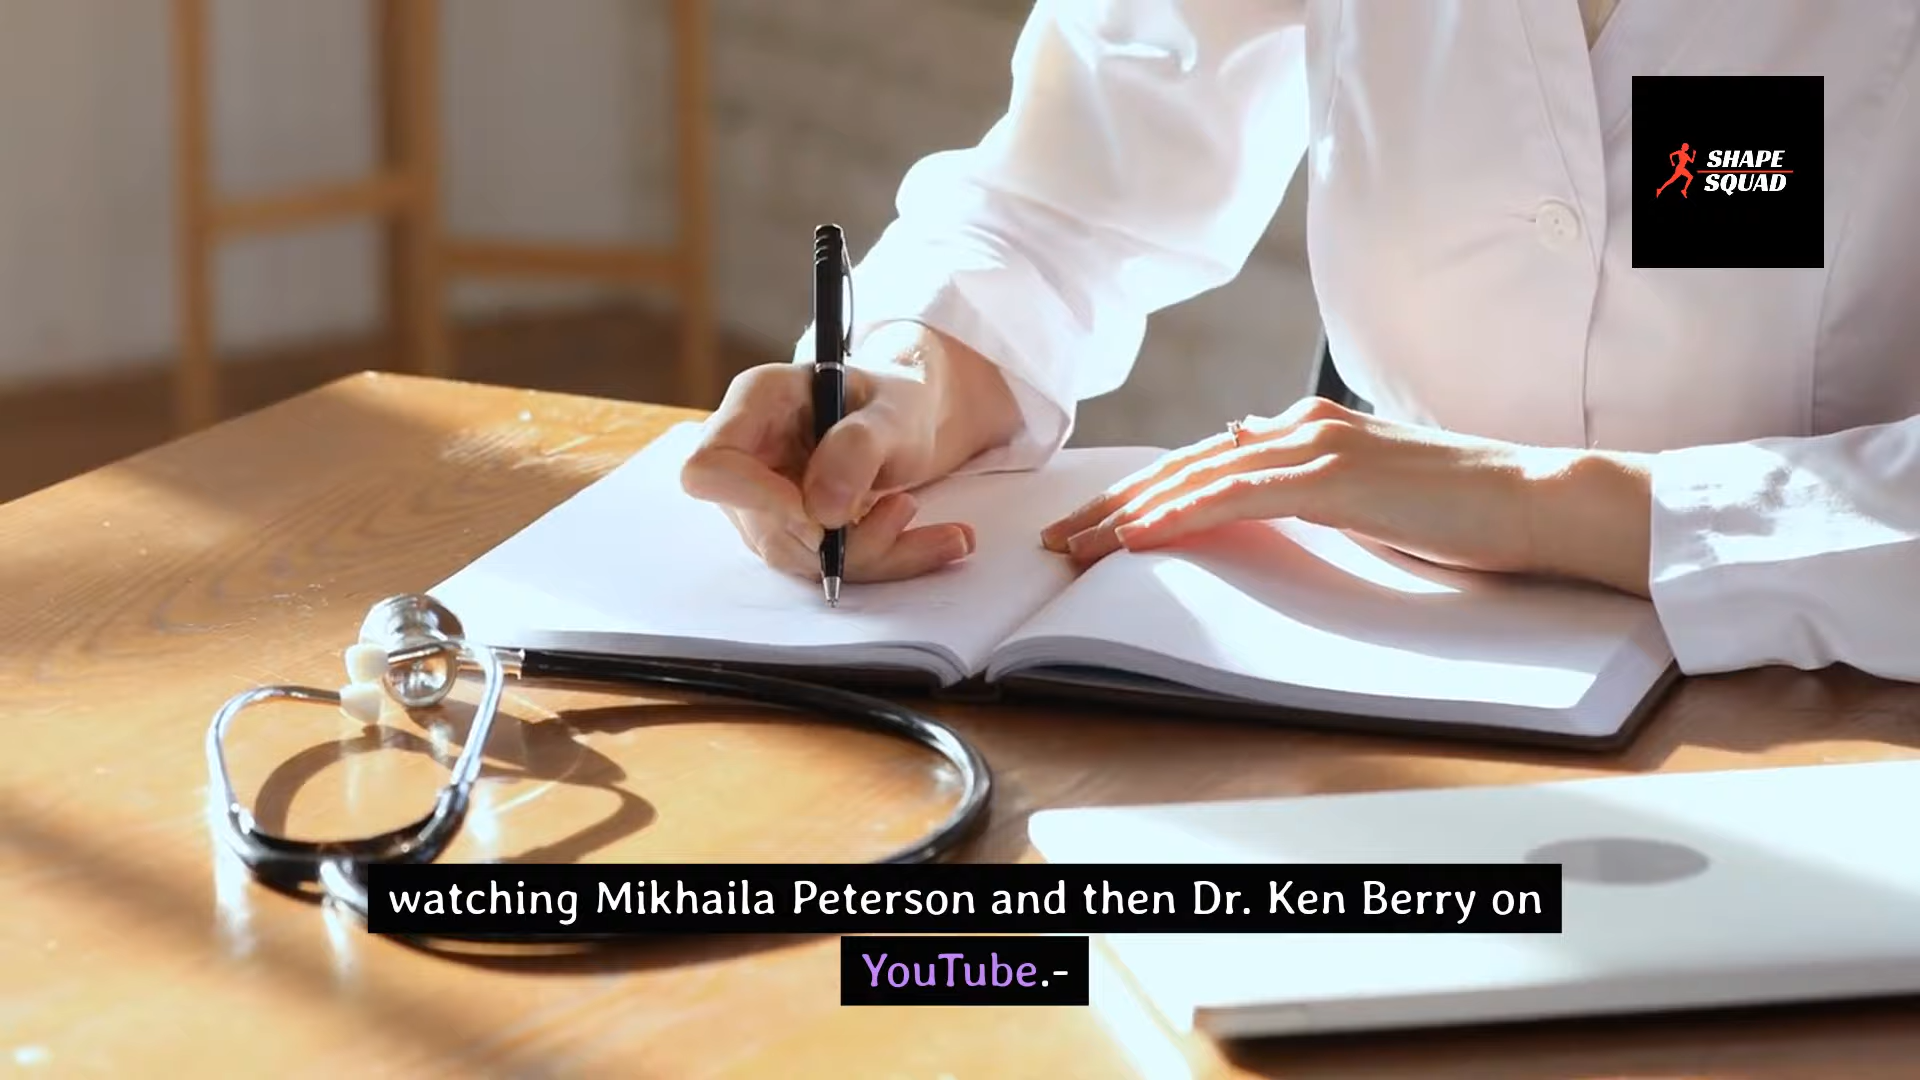 SHAPE
SQUAD
watching Mikhaila Peterson and then Dr. Ken Berry on
YouTube.-